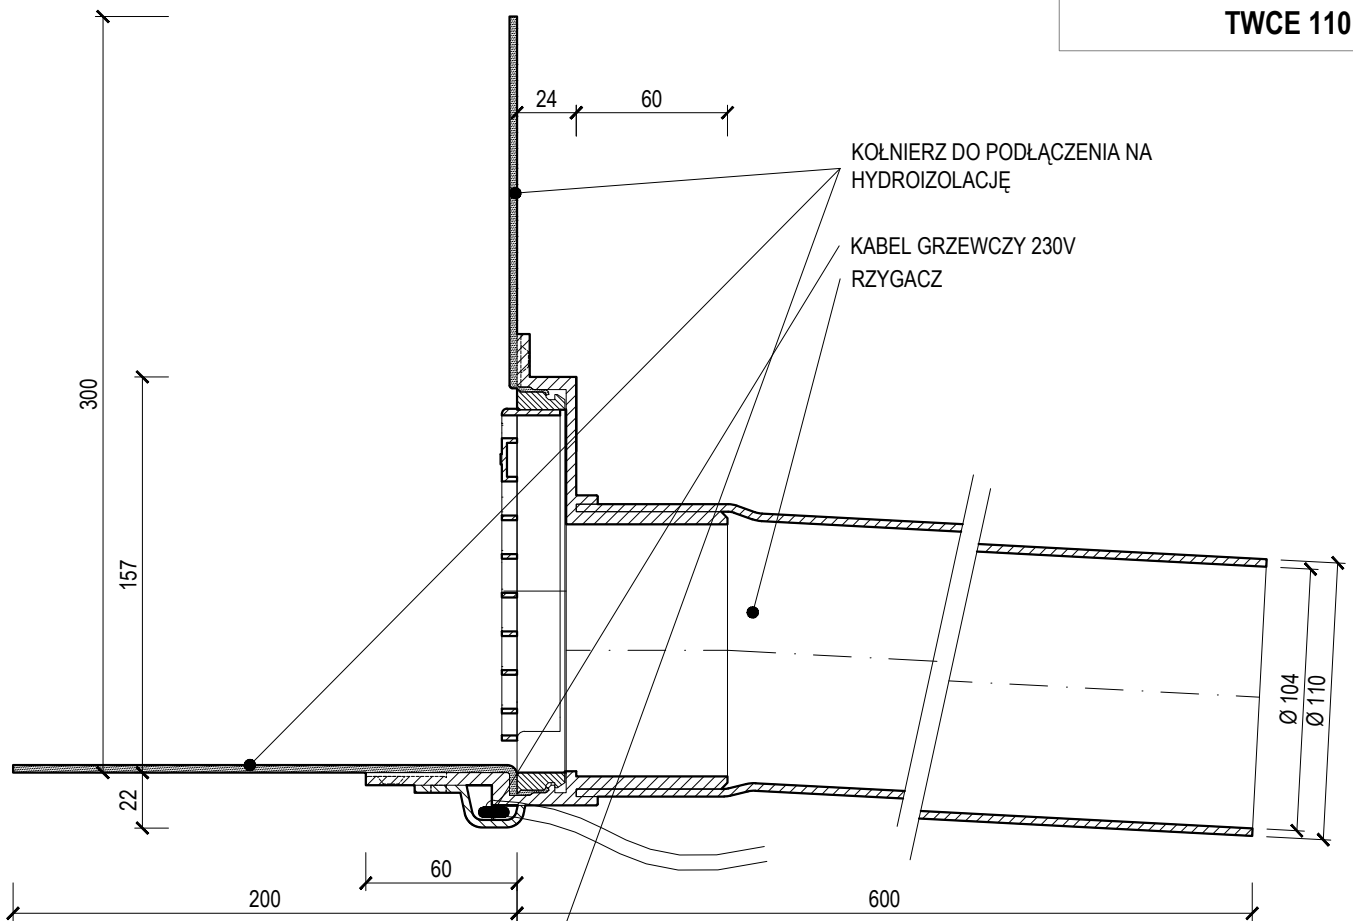 TWCE 110
24
60
KOŁNIERZ DO PODŁĄCZENIA NA
HYDROIZOLACJĘ
KABEL GRZEWCZY 230V
RZYGACZ
300
157
22
Ø 104
Ø 110
60
200
600